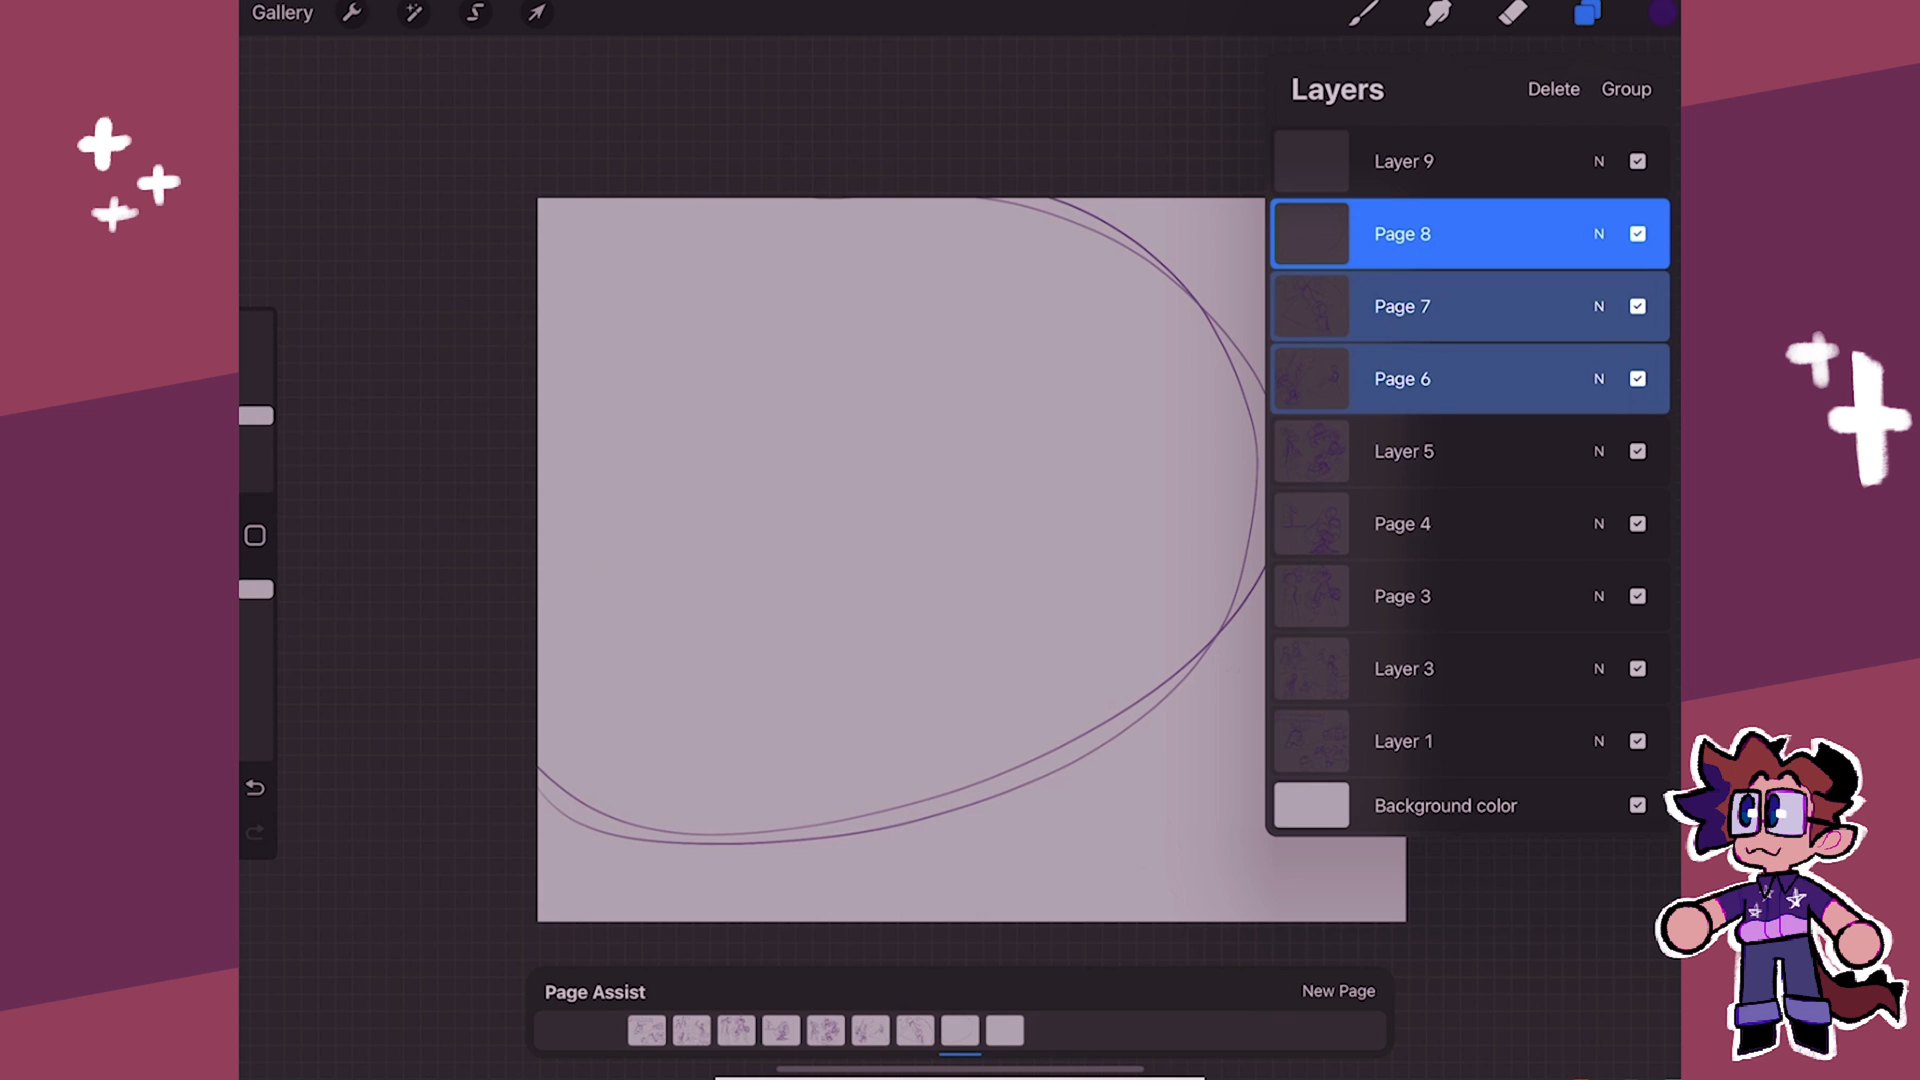 Gallery
Layers
Delete Group
Layer 9 N
Page 8 N
Page 7 N
Page 6 N
Layer 5 N
Page 4 N
Page 3 N
Layer 3 N
Layer 1 N
Background color
Page Assist
New Page